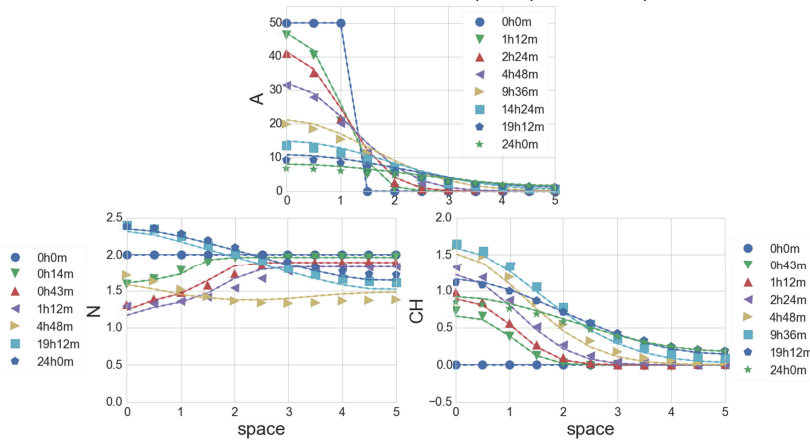 50
40
30
20
10
0
A
0h0m
1h12m
2h24m
4h48m
9h36m
14h24m
19h12m
24h0m
0 1 2 3 4 5
0h0m
0h14m
0h43m
1h12m
4h48m
19h12m
24h0m
N
2.5
2.0
1.5
1.0
0.5
0.0
0 1 2 3 4 5
space
CH
2.0
1.5
1.0
0.5
0.0
−0.5
0 1 2 3 4 5
space
0h0m
0h43m
1h12m
2h24m
4h48m
9h36m
19h12m
24h0m